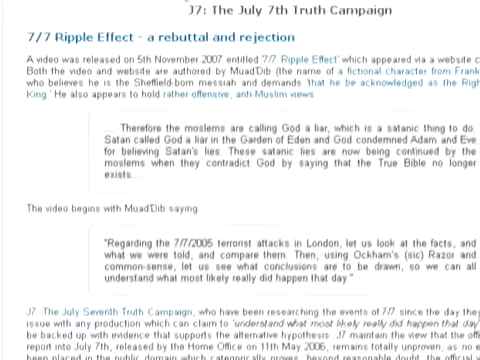 J7: The July 7th Truth Campaign
7/7 Ripple Effect - a rebuttal and rejection
A video was released on 5th November 2007 entitled 7/7 Ripple Effect' which appeared via a website c
Both the video and website are authored by Muad'Dib (the name of a fictional character from Frank
who believes he is the Sheffield-born messiah and demands 'that he be acknowledged as the Righ
King.' He also appears to hold rather offensive, anti-Muslim views
Therefore the moslems are calling God a liar, which is a satanic thing to do.
Satan called God a liar in the Garden of Eden and God condemned Adam and Eve
for believing Satan's lies. These satanic lies are now being continued by the
moslems when they contradict God by saying that the True Bible no longer
exists...
The video begins with Muad'Dib saying
"Regarding the 7/7/2005 terrorist attacks in London, let us look at the facts, and
what we were told, and compare them. Then, using Ockham's (sic) Razor and
common-sense, let us see what conclusions are to be drawn, so we can all
understand what most likely really did happen that day."
J7: The July Seventh Truth Campaign, who have been researching the events of 7/7 since the day they
issue with any production which can claim to 'understand what most likely really did happen that day'
be backed up with evidence that supports the alternative hypothesis. J7 maintain the view that the offi
report into July 7th, released by the Home Office on 11th May 2006, remains totally unproven, as no e
been placed in the public domain which categorically proves, beyond reasonable doubt, the official v